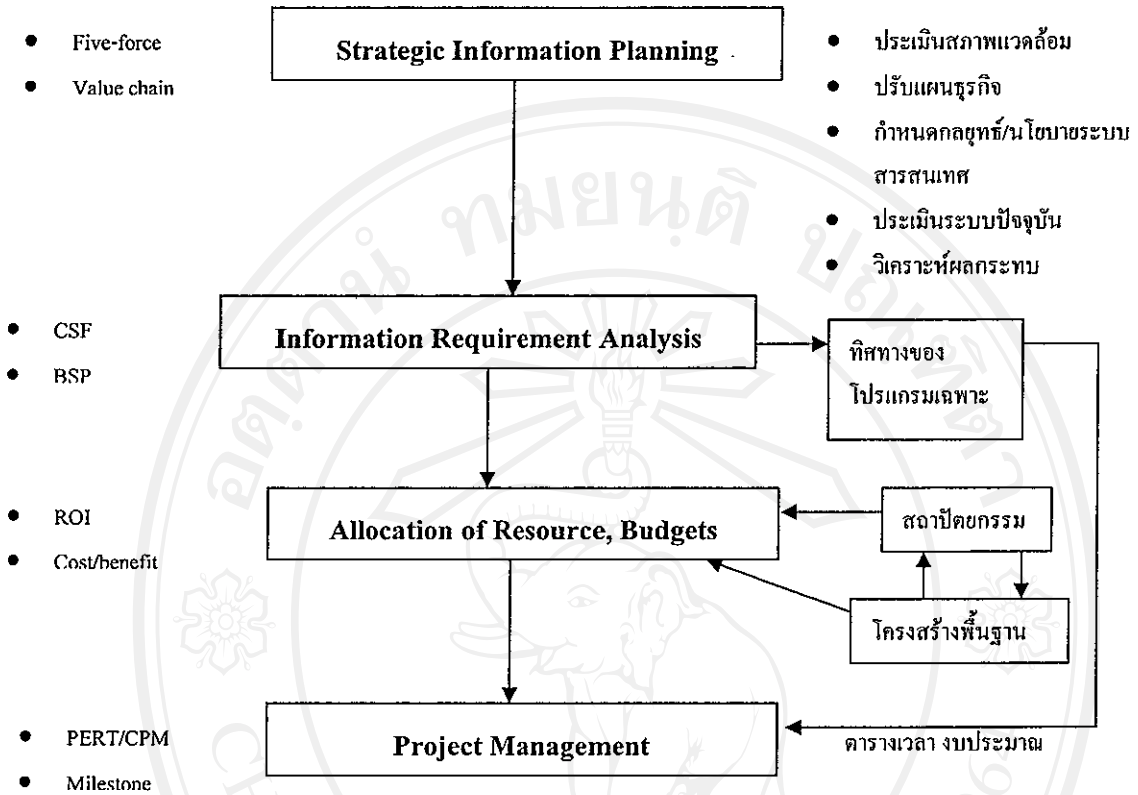 Five-force
Value chain
Strategic Information Planning
ประเมินสภาพแวดล้อม
ปรับแผนธุรกิจ
กำหนดกลยุทธ์/นโยบายระบบ
สารสนเทศ
ประเมินระบบปัจจุบัน
วิเคราะห์ผลกระทบ
CSF
BSP
Information Requirement Analysis
ทิศทางของ
โปรแกรมเฉพาะ
ROI
Cost/benefit
Allocation of Resource, Budgets
สถาปัตยกรรม
โครงสร้างพื้นฐาน
PERT/CPM
Milestone
Project Management
ตารางเวลา งบประมาณ